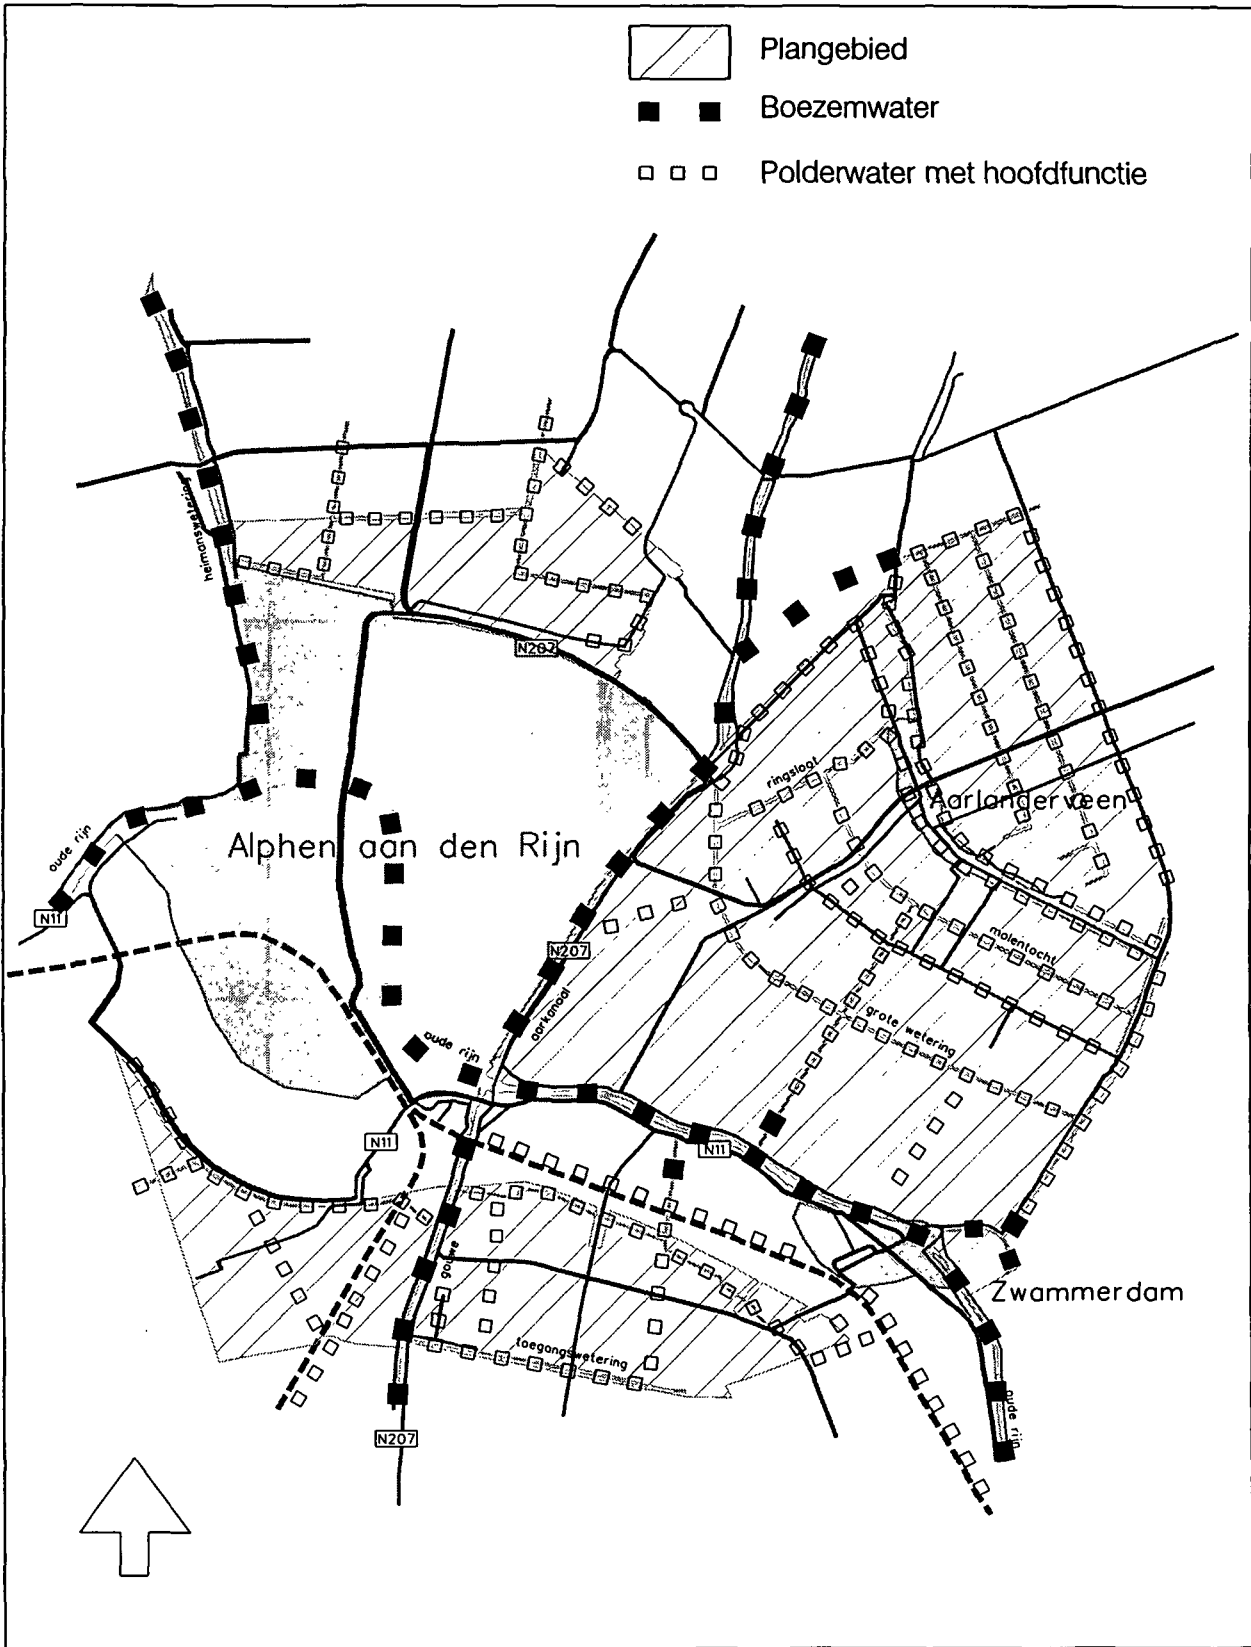 Plangebied
Boezemwater
Polderwater met hoofdfunctie
heimanswetering
N207
ringsloot
Aarlanderveen
oude rijn
Alphen aan den Rijn
N11
N207
molentocht
aarkanaal
grote wetering
oude rijn
N11
N11
gouwe
Zwammerdam
toegangswetering
oude rijn
N207